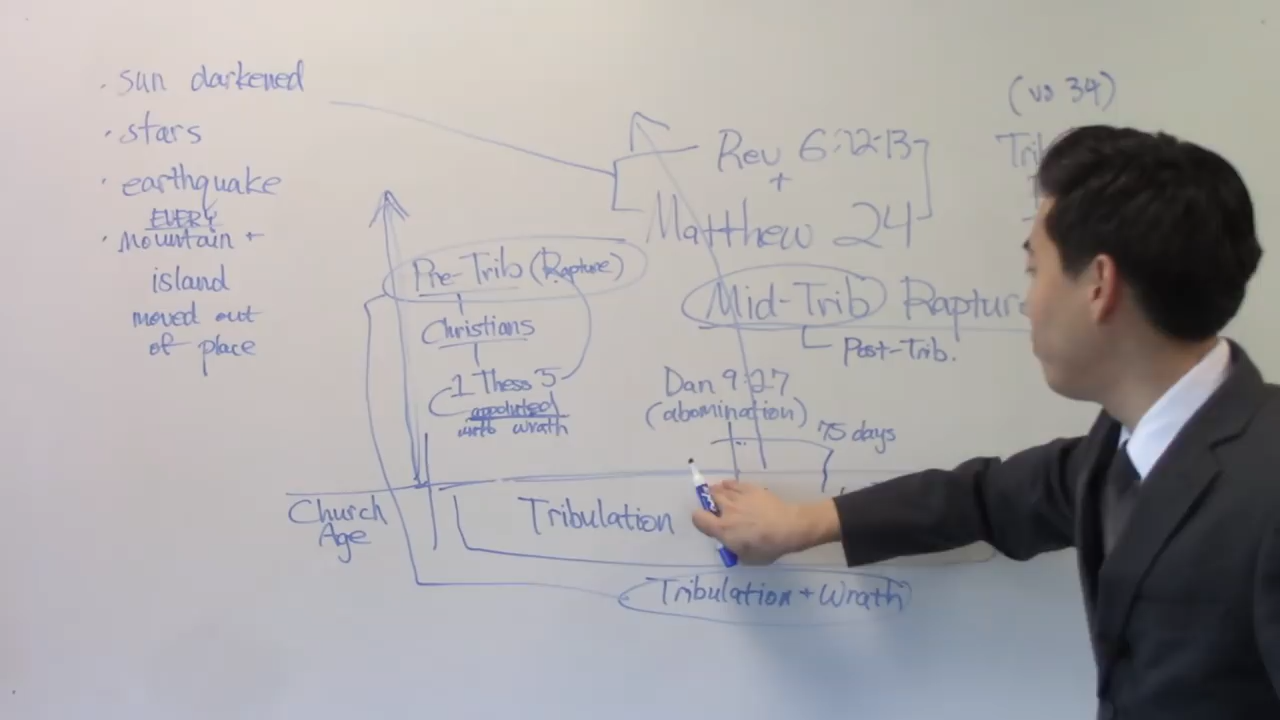 · sun darkened
· stars
· earthquake
EVERY
· Mountain +
island
moved out
of place
(vs 34)
Rev 6:12-13
+
Matthew 24
Pre-Trib (Rapture)
Christians
1 Thess 5
appointed
wrath
Mid-Trib Rapture
Post-Trib.
Dan 9:27
(abomination)
75 days
Church
Age
Tribulation
Tribulation + Wrath